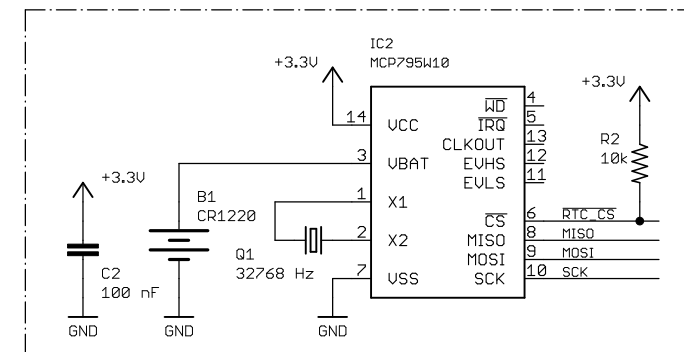 IC2
MCP795W10
+3.3V
+3.3V
+3.3V
14 VCC
3 VBAT
1 X1
2 X2
7 VSS
WD 4
IRQ 5
CLKOUT 13
EVHS 12
EVLS 11
CS 6 RTC_CS
MISO 8 MISO
MOSI 9 MOSI
SCK 10 SCK
R2
10k
B1
CR1220
Q1
32768 Hz
C2
100 nF
GND
GND
GND